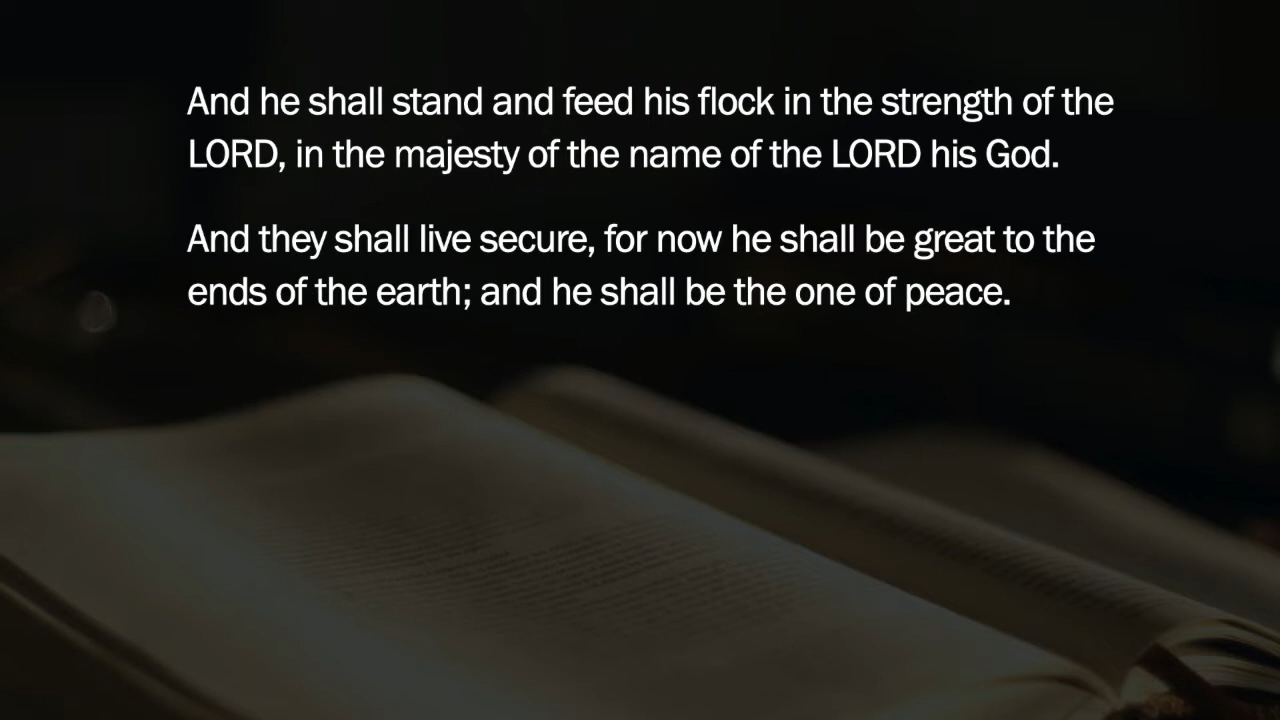 And he shall stand and feed his flock in the strength of the
LORD, in the majesty of the name of the LORD his God.
And they shall live secure, for now he shall be great to the
ends of the earth; and he shall be the one of peace.